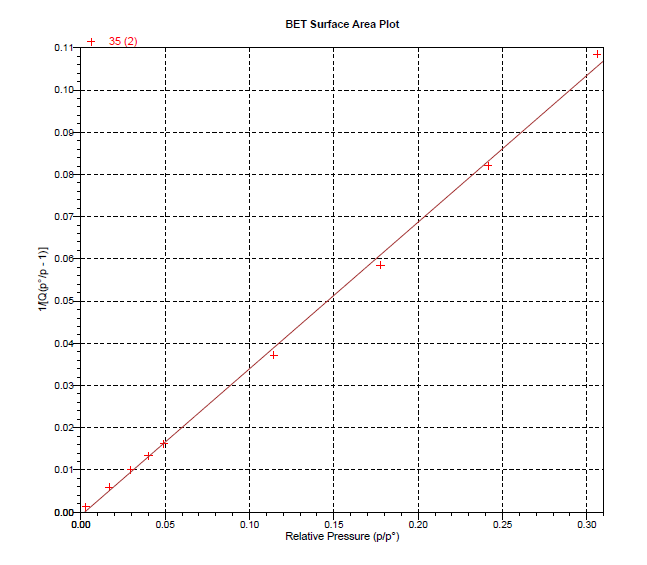 BET Surface Area Plot
+ 35 (2)
0.11
0.10
0.09
0.08
0.07
0.06
0.05
0.04
0.03
0.02
0.01
0.00
1/[Q(p°/p - 1)]
0.00 0.05 0.10 0.15 0.20 0.25 0.30
Relative Pressure (p/p°)